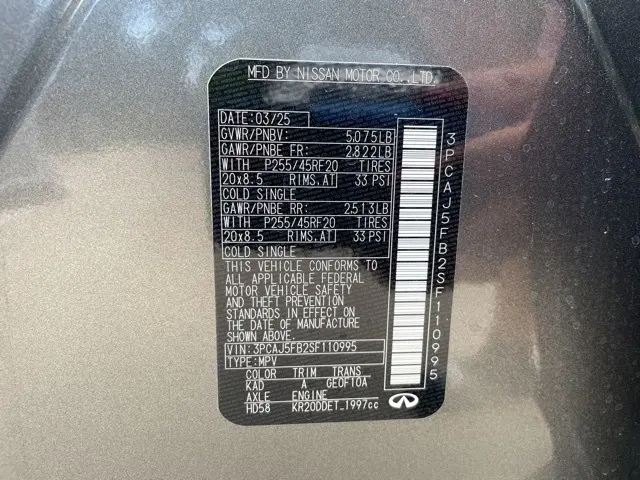 MFD BY NISSAN MOTOR CO.,LTD.
DATE: 03/25
GVWR/PNBV: 5,075LB
GAWR/PNBE FR: 2,822LB
WITH P255/45RF20 TIRES
20x8.5 RIMS.AT 33 PSI
COLD SINGLE
GAWR/PNBE RR: 2,513LB
WITH P255/45RF20 TIRES
20x8.5 RIMS.AT 33 PSI
COLD SINGLE
THIS VEHICLE CONFORMS TO
ALL APPLICABLE FEDERAL
MOTOR VEHICLE SAFETY
AND THEFT PREVENTION
STANDARDS IN EFFECT ON
THE DATE OF MANUFACTURE
SHOWN ABOVE.
VIN: 3PCAJ5FB2SF110995
TYPE: MPV
COLOR TRIM TRANS
KAD A GEOF10A
AXLE ENGINE
HD58 KR20DDET_1997cc
3PCAJ5FB2SF110995